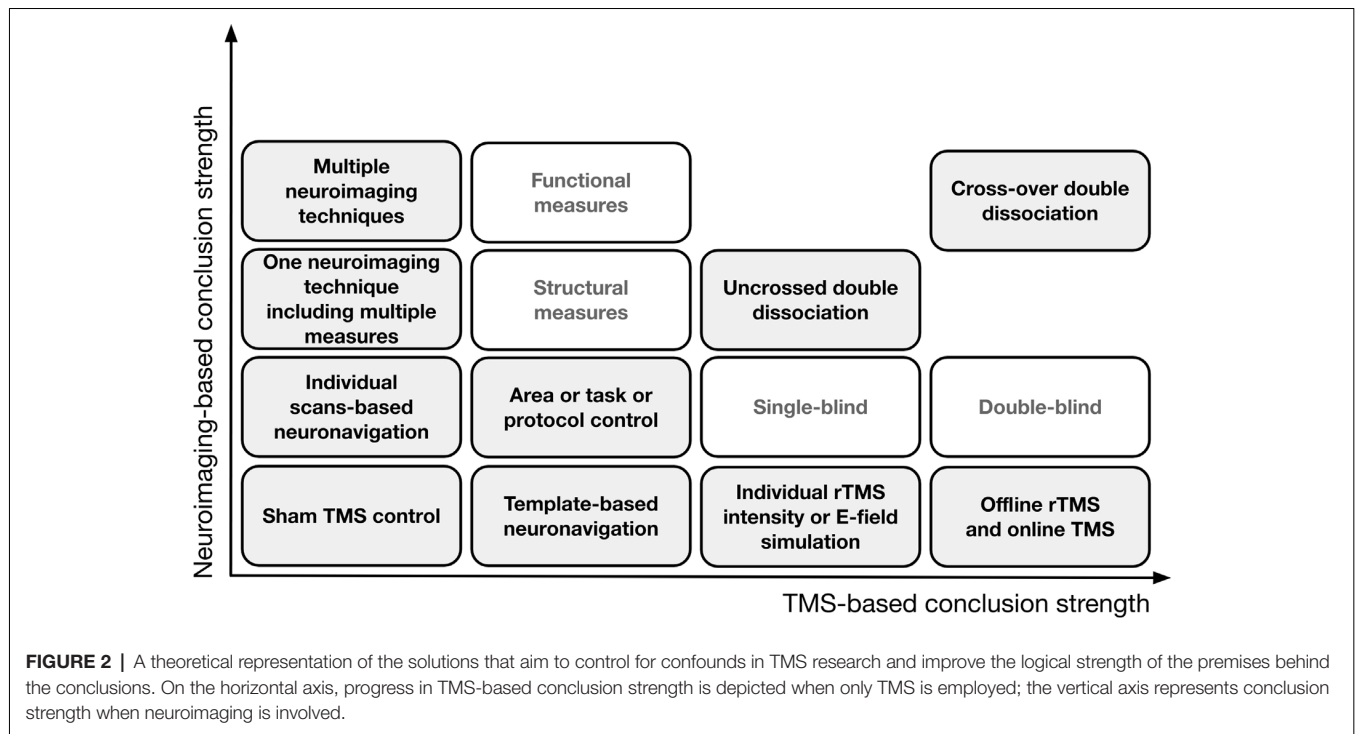 Neuroimaging-based conclusion strength
Multiple
neuroimaging
techniques
Functional
measures
Cross-over double
dissociation
One neuroimaging
technique
including multiple
measures
Structural
measures
Uncrossed double
dissociation
Individual
scans-based
neuronavigation
Area or task or
protocol control
Single-blind
Double-blind
Sham TMS control
Template-based
neuronavigation
Individual rTMS
intensity or E-field
simulation
Offline rTMS
and online TMS
TMS-based conclusion strength
FIGURE 2 | A theoretical representation of the solutions that aim to control for confounds in TMS research and improve the logical strength of the premises behind
the conclusions. On the horizontal axis, progress in TMS-based conclusion strength is depicted when only TMS is employed; the vertical axis represents conclusion
strength when neuroimaging is involved.